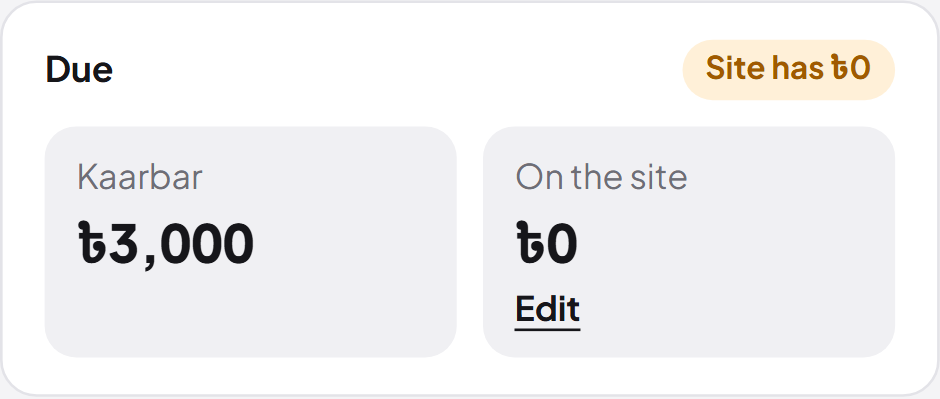 Due
Site has ৳0
Kaarbar
৳3,000
On the site
৳0
Edit